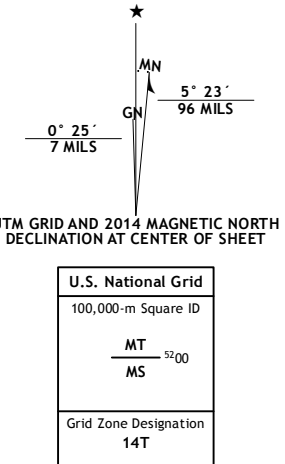 MN
GN
5° 23´
96 MILS
0° 25´
7 MILS
UTM GRID AND 2014 MAGNETIC NORTH
DECLINATION AT CENTER OF SHEET
U.S. National Grid
100,000-m Square ID
MT
5200
MS
Grid Zone Designation
14T